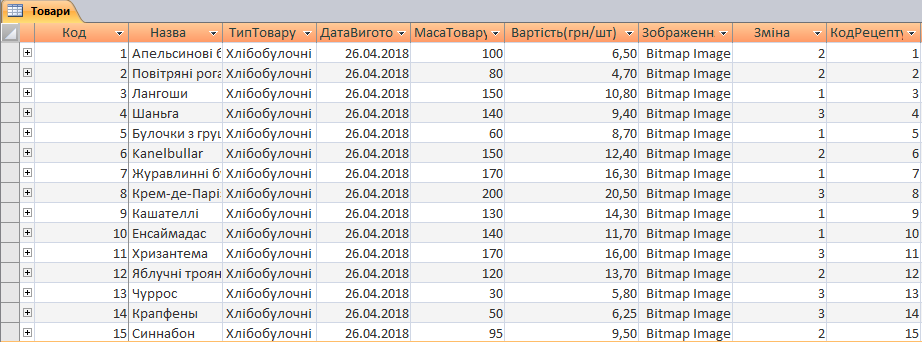 Товари
Код Назва ТипТовару ДатаВигото МасаТовару Вартість(грн/шт) Зображенн Зміна КодРецепту
1 Апельсинові б Хлібобулочні 26.04.2018 100 6,50 Bitmap Image 2 1
2 Повітряні рога Хлібобулочні 26.04.2018 80 4,70 Bitmap Image 2 2
3 Лангоши Хлібобулочні 26.04.2018 150 10,80 Bitmap Image 1 3
4 Шаньга Хлібобулочні 26.04.2018 140 9,40 Bitmap Image 3 4
5 Булочки з груш Хлібобулочні 26.04.2018 60 8,70 Bitmap Image 1 5
6 Kanelbullar Хлібобулочні 26.04.2018 150 12,40 Bitmap Image 2 6
7 Журавлинні б Хлібобулочні 26.04.2018 170 16,30 Bitmap Image 1 7
8 Крем-де-Парі Хлібобулочні 26.04.2018 200 20,50 Bitmap Image 3 8
9 Кашателлі Хлібобулочні 26.04.2018 130 14,30 Bitmap Image 1 9
10 Енсаймадас Хлібобулочні 26.04.2018 140 11,70 Bitmap Image 1 10
11 Хризантема Хлібобулочні 26.04.2018 170 16,00 Bitmap Image 3 11
12 Яблучні троян Хлібобулочні 26.04.2018 120 13,70 Bitmap Image 2 12
13 Чуррос Хлібобулочні 26.04.2018 30 5,80 Bitmap Image 3 13
14 Крапфены Хлібобулочні 26.04.2018 50 6,25 Bitmap Image 3 14
15 Синнабон Хлібобулочні 26.04.2018 95 9,50 Bitmap Image 2 15